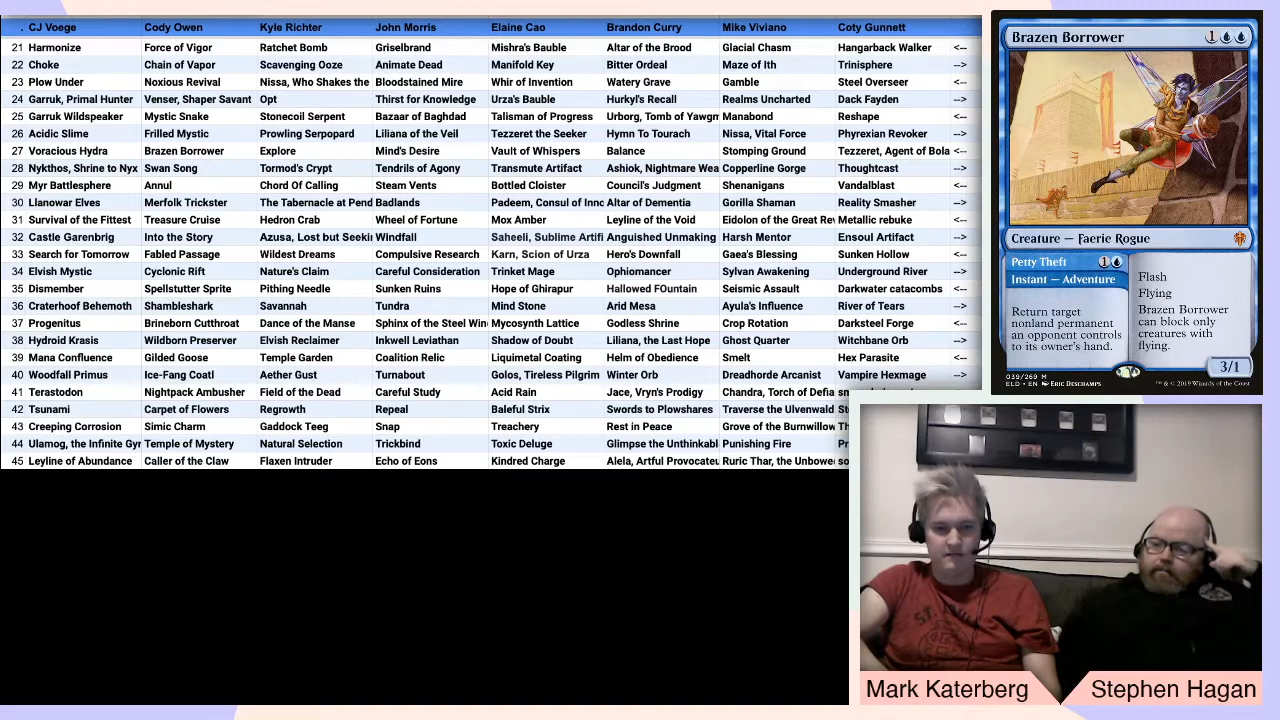 . CJ Voege Cody Owen Kyle Richter John Morris Elaine Cao Brandon Curry Mike Viviano Coty Gunnett
21 Harmonize Force of Vigor Ratchet Bomb Griselbrand Mishra's Bauble Altar of the Brood Glacial Chasm Hangarback Walker <--
22 Choke Chain of Vapor Scavenging Ooze Animate Dead Manifold Key Bitter Ordeal Maze of Ith Trinisphere -->
23 Plow Under Noxious Revival Nissa, Who Shakes the Bloodstained Mire Whir of Invention Watery Grave Gamble Steel Overseer <--
24 Garruk, Primal Hunter Venser, Shaper Savant Opt Thirst for Knowledge Urza's Bauble Hurkyl's Recall Realms Uncharted Dack Fayden -->
25 Garruk Wildspeaker Mystic Snake Stonecoil Serpent Bazaar of Baghdad Talisman of Progress Urborg, Tomb of Yawgm Manabond Reshape <--
26 Acidic Slime Frilled Mystic Prowling Serpopard Liliana of the Veil Tezzeret the Seeker Hymn To Tourach Nissa, Vital Force Phyrexian Revoker -->
27 Voracious Hydra Brazen Borrower Explore Mind's Desire Vault of Whispers Balance Stomping Ground Tezzeret, Agent of Bola <--
28 Nykthos, Shrine to Nyx Swan Song Tormod's Crypt Tendrils of Agony Transmute Artifact Ashiok, Nightmare Wea Copperline Gorge Thoughtcast -->
29 Myr Battlesphere Annul Chord Of Calling Steam Vents Bottled Cloister Council's Judgment Shenanigans Vandalblast <--
30 Llanowar Elves Merfolk Trickster The Tabernacle at Pend Badlands Padeem, Consul of Inno Altar of Dementia Gorilla Shaman Reality Smasher -->
31 Survival of the Fittest Treasure Cruise Hedron Crab Wheel of Fortune Mox Amber Leyline of the Void Eidolon of the Great Rev Metallic rebuke <--
32 Castle Garenbrig Into the Story Azusa, Lost but Seeki Windfall Saheeli, Sublime Artifi Anguished Unmaking Harsh Mentor Ensoul Artifact -->
33 Search for Tomorrow Fabled Passage Wildest Dreams Compulsive Research Karn, Scion of Urza Hero's Downfall Gaea's Blessing Sunken Hollow <--
34 Elvish Mystic Cyclonic Rift Nature's Claim Careful Consideration Trinket Mage Ophiomancer Sylvan Awakening Underground River -->
35 Dismember Spellstutter Sprite Pithing Needle Sunken Ruins Hope of Ghirapur Hallowed FOuntain Seismic Assault Darkwater catacombs <--
36 Craterhoof Behemoth Shambleshark Savannah Tundra Mind Stone Arid Mesa Ayula's Influence River of Tears -->
37 Progenitus Brineborn Cutthroat Dance of the Manse Sphinx of the Steel Win Mycosynth Lattice Godless Shrine Crop Rotation Darksteel Forge <--
38 Hydroid Krasis Wildborn Preserver Elvish Reclaimer Inkwell Leviathan Shadow of Doubt Liliana, the Last Hope Ghost Quarter Witchbane Orb -->
39 Mana Confluence Gilded Goose Temple Garden Coalition Relic Liquimetal Coating Helm of Obedience Smelt Hex Parasite <--
40 Woodfall Primus Ice-Fang Coatl Aether Gust Turnabout Golos, Tireless Pilgrim Winter Orb Dreadhorde Arcanist Vampire Hexmage -->
41 Terastodon Nightpack Ambusher Field of the Dead Careful Study Acid Rain Jace, Vryn's Prodigy Chandra, Torch of Defia
42 Tsunami Carpet of Flowers Regrowth Repeal Baleful Strix Swords to Plowshares Traverse the Ulvenwald
43 Creeping Corrosion Simic Charm Gaddock Teeg Snap Treachery Rest in Peace Grove of the Burnwillow
44 Ulamog, the Infinite Gyr Temple of Mystery Natural Selection Trickbind Toxic Deluge Glimpse the Unthinkabl Punishing Fire
45 Leyline of Abundance Caller of the Claw Flaxen Intruder Echo of Eons Kindred Charge Alela, Artful Provocateu Ruric Thar, the Unbowe
Brazen Borrower 1
Creature — Faerie Rogue
Petty Theft 1
Instant — Adventure
Return target
nonland permanent
an opponent controls
to its owner's hand.
Flash
Flying
Brazen Borrower
can block only
creatures with
flying.
3/1
039/269 M
ELD • EN Eric Deschamps
™ & © 2019 Wizards of the Coast
Mark Katerberg
Stephen Hagan